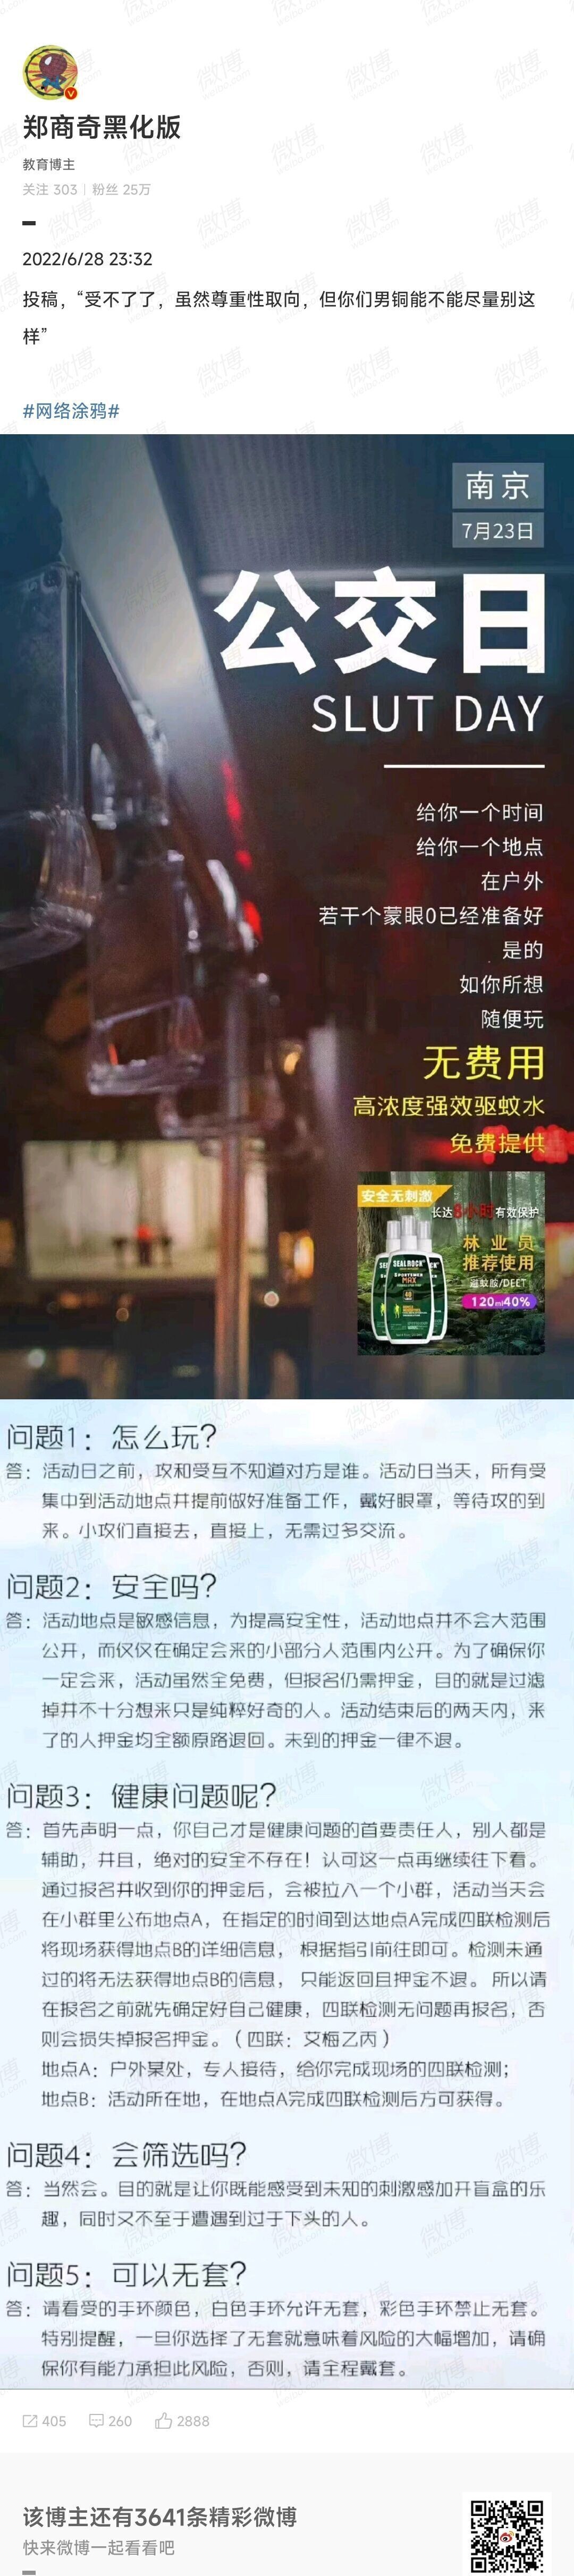 郑商奇黑化版
教育博主
关注 303 | 粉丝 25万
2022/6/28 23:32
投稿，“受不了了，虽然尊重性取向，但你们男铜能不能尽量别这
样”
#网络涂鸦#
南京
7月23日
公交日
SLUT DAY
给你一个时间
给你一个地点
在户外
若干个蒙眼0已经准备好
是的
如你所想
随便玩
无费用
高浓度强效驱蚊水
免费提供
安全无刺激
长达8小时有效保护
林业员
推荐使用
避蚊胺/DEET
120ml40%
SEAL ROCK
SPORTSMEN
MAX
问题1：怎么玩？
答：活动日之前，攻和受互不知道对方是谁。活动日当天，所有受
集中到活动地点并提前做好准备工作，戴好眼罩，等待攻的到
来。小攻们直接去，直接上，无需过多交流。
问题2：安全吗？
答：活动地点是敏感信息，为提高安全性，活动地点并不会大范围
公开，而仅仅在确定会来的小部分人范围内公开。为了确保你
一定会来，活动虽然全免费，但报名仍需押金，目的就是过滤
掉并不十分想来只是纯粹好奇的人。活动结束后的两天内，来
了的人押金均全额原路退回。未到的押金一律不退。
问题3：健康问题呢？
答：首先声明一点，你自己才是健康问题的首要责任人，别人都是
辅助，并且，绝对的安全不存在！认可这一点再继续往下看。
通过报名并收到你的押金后，会被拉入一个小群，活动当天会
在小群里公布地点A，在指定的时间到达地点A完成四联检测后
将现场获得地点B的详细信息，根据指引前往即可。检测未通
过的将无法获得地点B的信息，只能返回且押金不退。所以请
在报名之前就先确定好自己健康，四联检测无问题再报名，否
则会损失掉报名押金。（四联：艾梅乙丙）
地点A：户外某处，专人接待，给你完成现场的四联检测；
地点B：活动所在地，在地点A完成四联检测后方可获得。
问题4：会筛选吗？
答：当然会。目的就是让你既能感受到未知的刺激感加开盲盒的乐
趣，同时又不至于遭遇到过于下头的人。
问题5：可以无套？
答：请看受的手环颜色，白色手环允许无套，彩色手环禁止无套。
特别提醒，一旦你选择了无套就意味着风险的大幅增加，请确
保你有能力承担此风险，否则，请全程戴套。
405 260 2888
该博主还有3641条精彩微博
快来微博一起看看吧